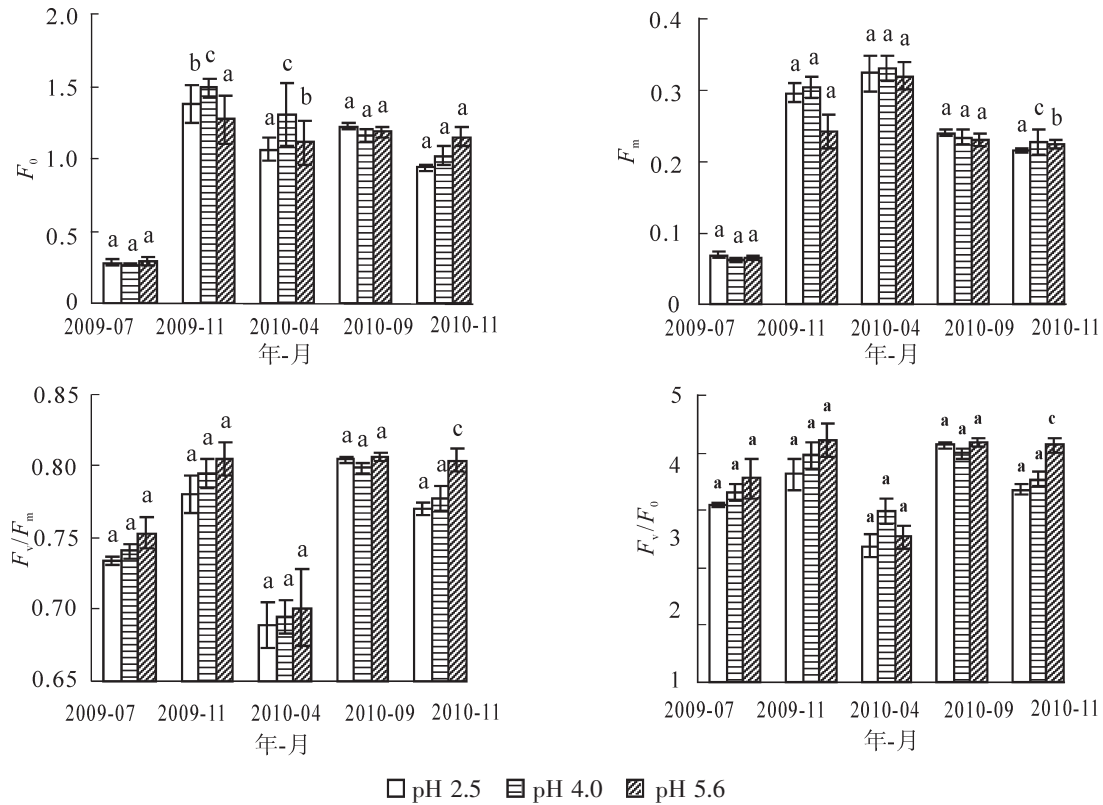 2.0
1.5
1.0
0.5
0
F₀
a a a
b c a
a c b
a a a
a a a
2009-07 2009-11 2010-04 2010-09 2010-11
年-月
0.4
0.3
0.2
0.1
0
Fₘ
a a a
a a a
a a a
a a a
a c b
2009-07 2009-11 2010-04 2010-09 2010-11
年-月
0.85
0.80
0.75
0.70
0.65
Fᵥ/Fₘ
a a a
a a a
a a a
a a a
a a c
2009-07 2009-11 2010-04 2010-09 2010-11
年-月
5
4
3
2
1
Fᵥ/F₀
a a a
a a a
a a a
a a a
a a c
2009-07 2009-11 2010-04 2010-09 2010-11
年-月
pH 2.5 pH 4.0 pH 5.6